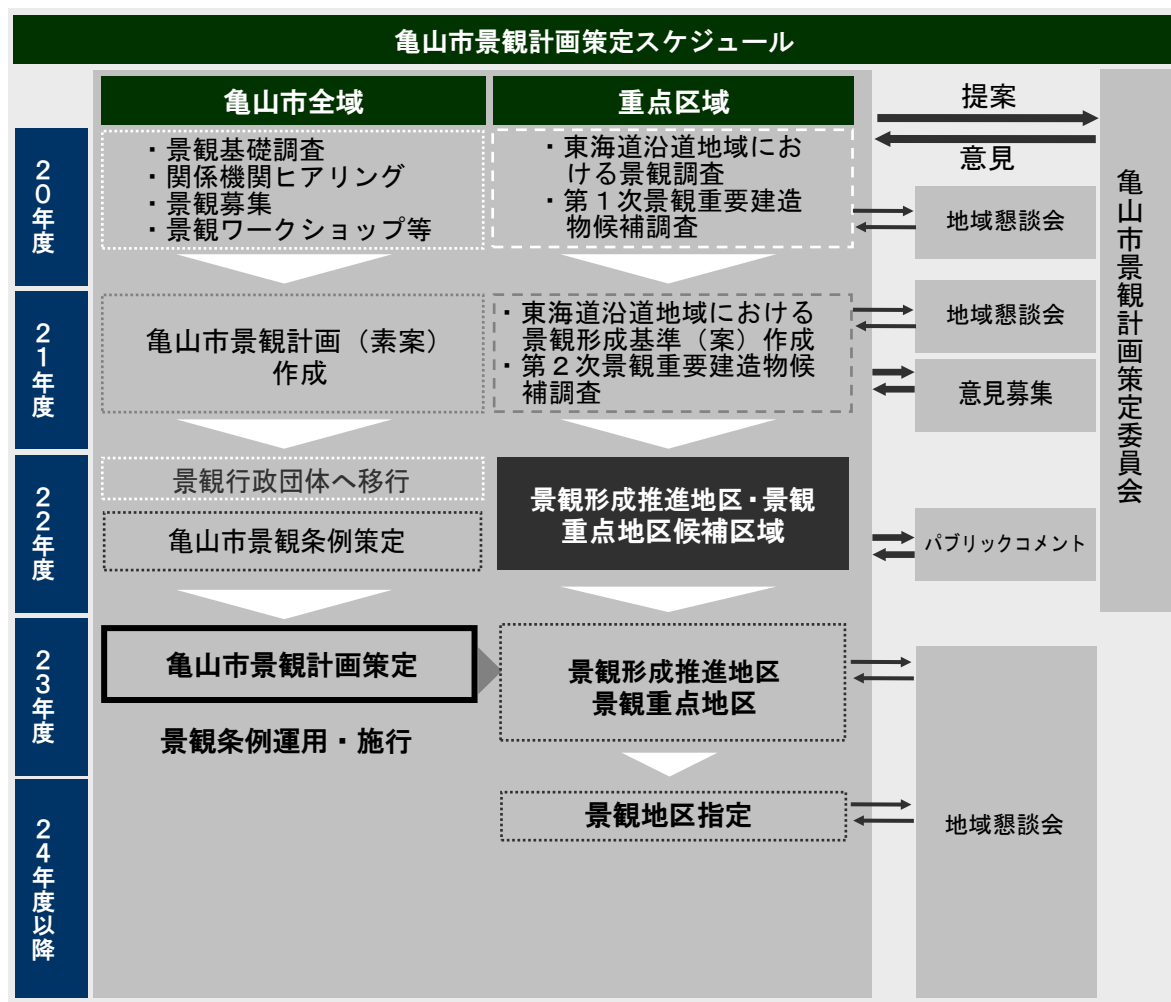 亀山市景観計画策定スケジュール
亀山市全域
重点区域
提案
意見
亀山市景観計画策定委員会
20年度
・景観基礎調査
・関係機関ヒアリング
・景観募集
・景観ワークショップ等
・東海道沿道地域にお
ける景観調査
・第１次景観重要建造
物候補調査
地域懇談会
21年度
亀山市景観計画（素案）
作成
・東海道沿道地域における
景観形成基準（案）作成
・第２次景観重要建造物候
補調査
地域懇談会
意見募集
22年度
景観行政団体へ移行
亀山市景観条例策定
景観形成推進地区・景観
重点地区候補区域
パブリックコメント
23年度
亀山市景観計画策定
景観条例運用・施行
景観形成推進地区
景観重点地区
24年度以降
景観地区指定
地域懇談会